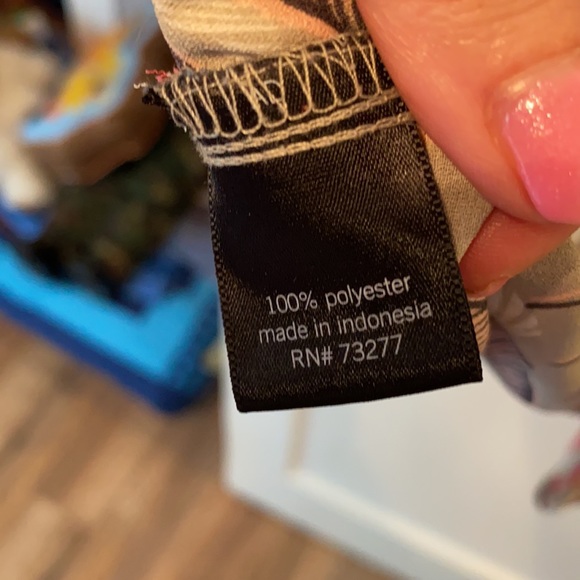 100% polyester
made in indonesia
RN# 73277